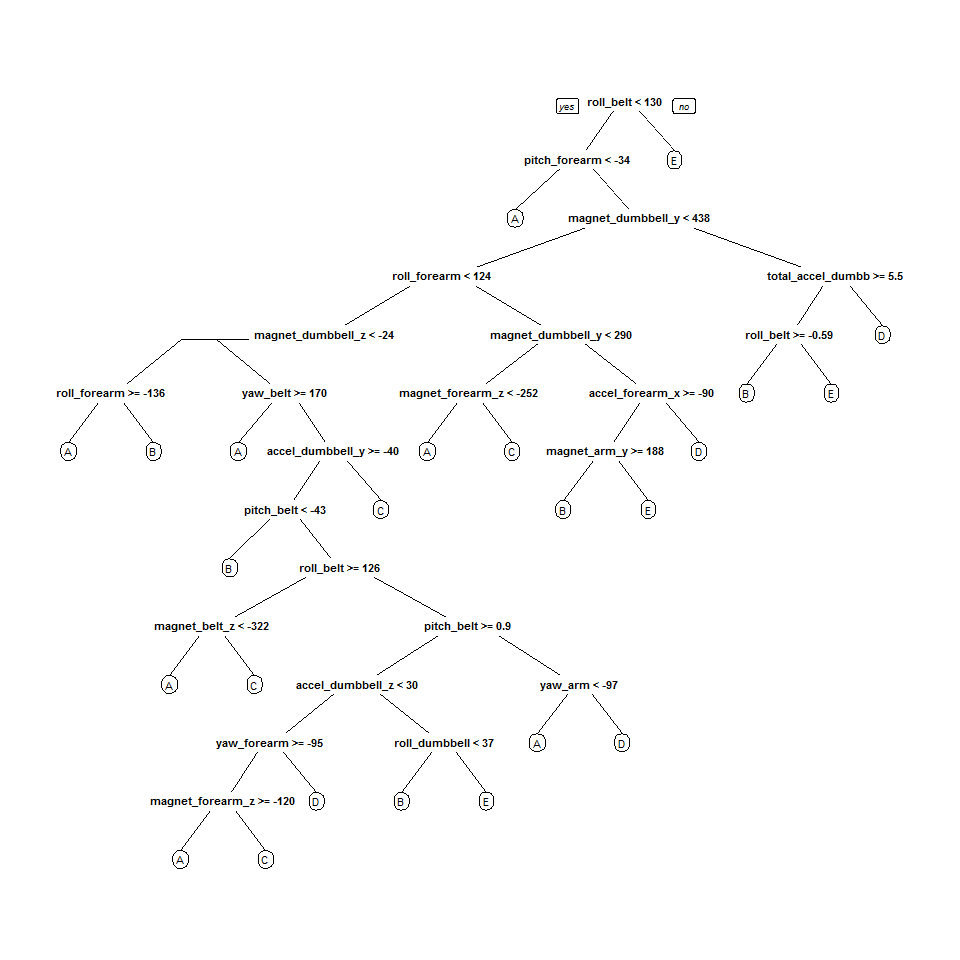 yes roll_belt < 130 no
pitch_forearm < -34 E
A magnet_dumbbell_y < 438
roll_forearm < 124 total_accel_dumbb >= 5.5
magnet_dumbbell_z < -24 magnet_dumbbell_y < 290 roll_belt >= -0.59 D
roll_forearm >= -136 yaw_belt >= 170 magnet_forearm_z < -252 accel_forearm_x >= -90 B E
A B A accel_dumbbell_y >= -40 A C magnet_arm_y >= 188 D
pitch_belt < -43 C B E
B roll_belt >= 126
magnet_belt_z < -322 pitch_belt >= 0.9
A C accel_dumbbell_z < 30 yaw_arm < -97
yaw_forearm >= -95 roll_dumbbell < 37 A D
magnet_forearm_z >= -120 D B E
A C